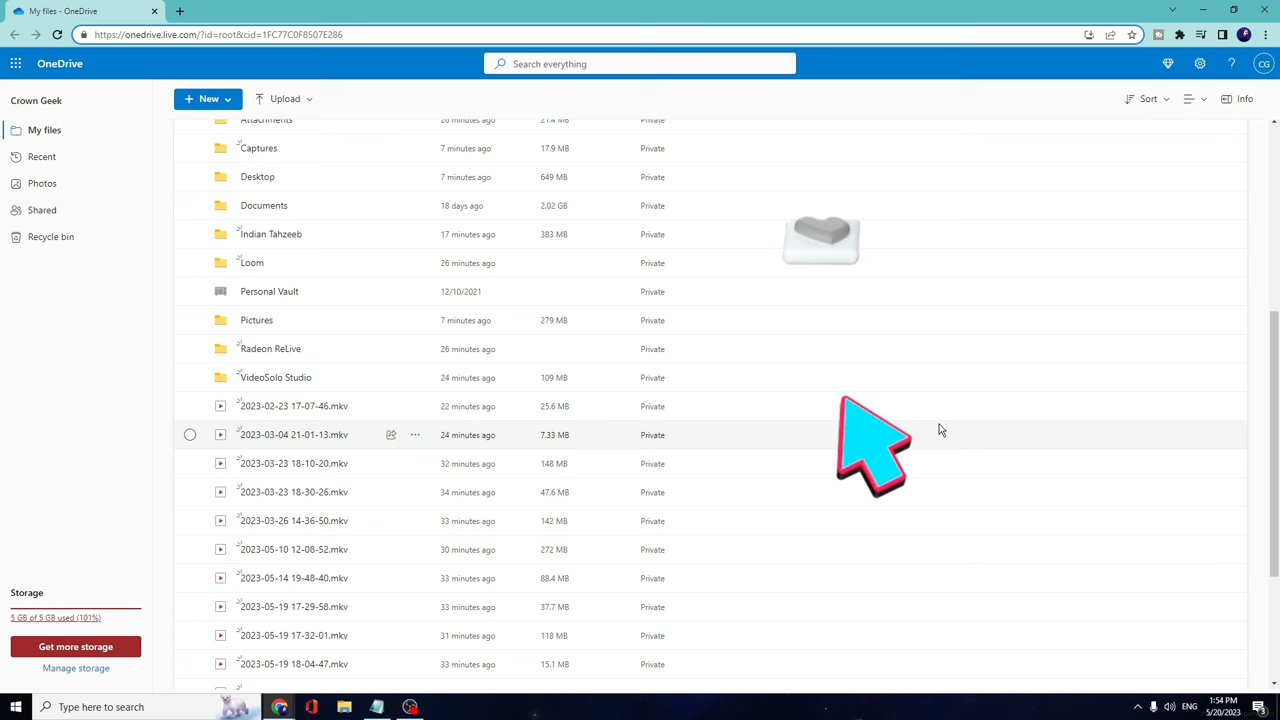 My files - OneDrive
https://onedrive.live.com/?id=root&cid=1FC77C0F8507E286
OneDrive
Search everything
CG
Crown Geek
New
Upload
Sort
Info
My files
Recent
Photos
Shared
Recycle bin
Attachments 26 minutes ago 21.4 MB Private
Captures 7 minutes ago 17.9 MB Private
Desktop 7 minutes ago 649 MB Private
Documents 18 days ago 2.02 GB Private
Indian Tahzeeb 17 minutes ago 383 MB Private
Loom 26 minutes ago Private
Personal Vault 12/10/2021 Private
Pictures 7 minutes ago 279 MB Private
Radeon ReLive 26 minutes ago Private
VideoSolo Studio 24 minutes ago 109 MB Private
2023-02-23 17-07-46.mkv 22 minutes ago 25.6 MB Private
2023-03-04 21-01-13.mkv 24 minutes ago 7.33 MB Private
2023-03-23 18-10-20.mkv 32 minutes ago 148 MB Private
2023-03-23 18-30-26.mkv 34 minutes ago 47.6 MB Private
2023-03-26 14-36-50.mkv 33 minutes ago 142 MB Private
2023-05-10 12-08-52.mkv 30 minutes ago 272 MB Private
2023-05-14 19-48-40.mkv 33 minutes ago 88.4 MB Private
2023-05-19 17-29-58.mkv 33 minutes ago 37.7 MB Private
2023-05-19 17-32-01.mkv 31 minutes ago 118 MB Private
2023-05-19 18-04-47.mkv 33 minutes ago 15.1 MB Private
Storage
5 GB of 5 GB used (101%)
Get more storage
Manage storage
Type here to search
ENG
1:54 PM
5/20/2023
3